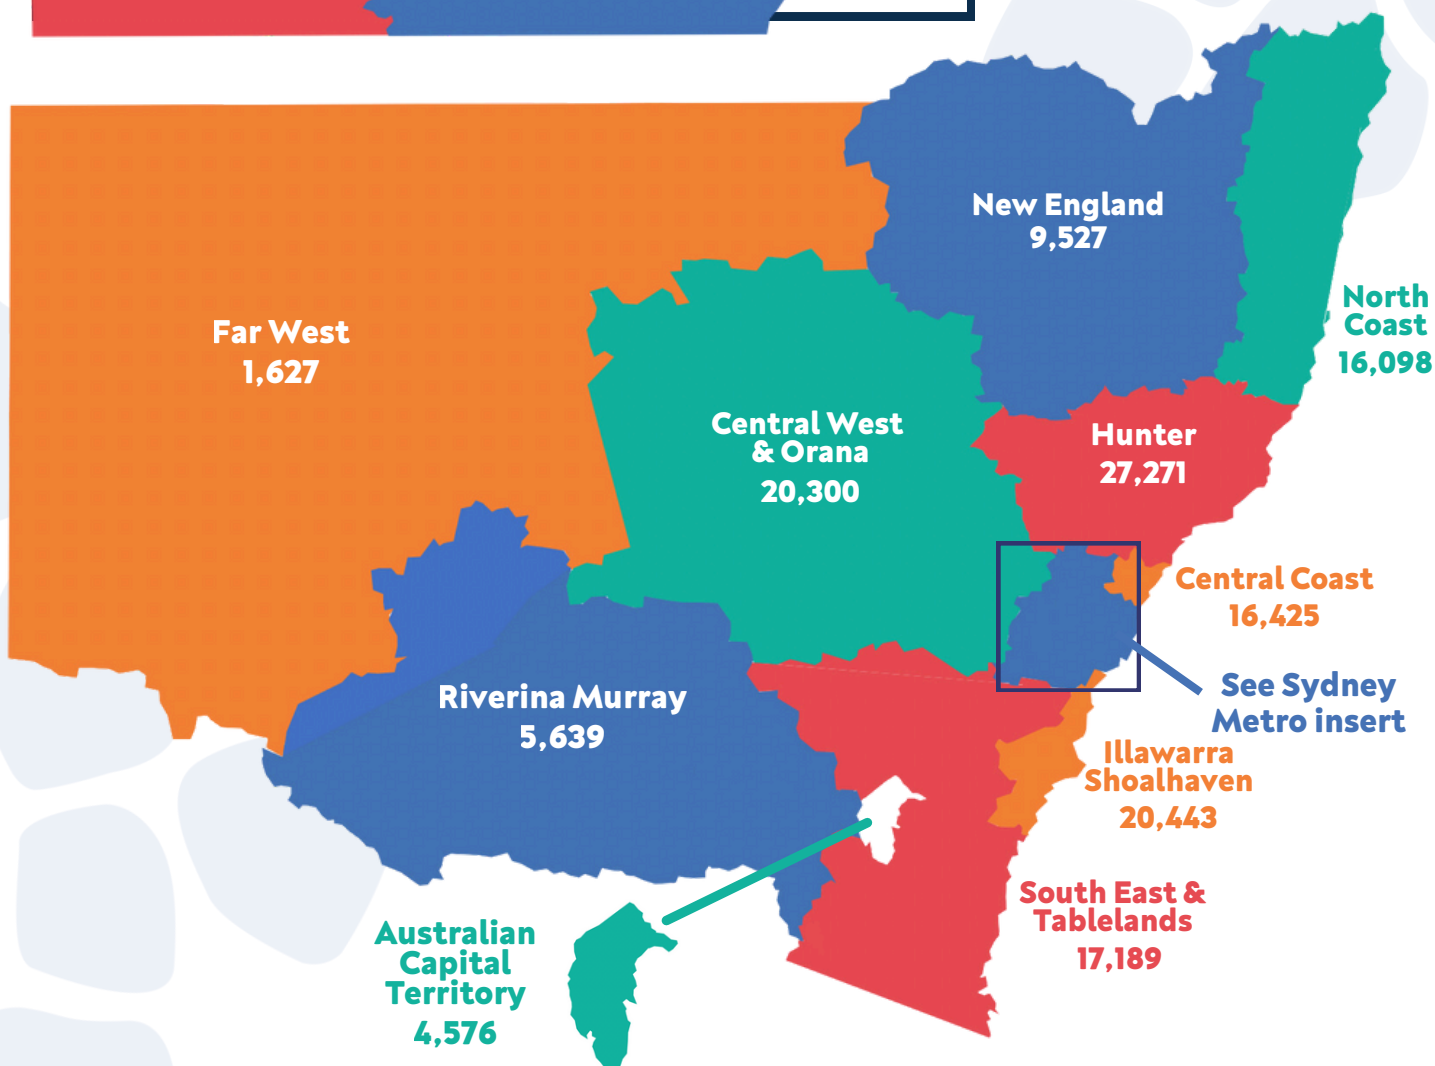 New England
9,527
North
Coast
16,098
Far West
1,627
Central West
& Orana
20,300
Hunter
27,271
Central Coast
16,425
See Sydney
Metro insert
Riverina Murray
5,639
Illawarra
Shoalhaven
20,443
South East &
Tablelands
17,189
Australian
Capital
Territory
4,576